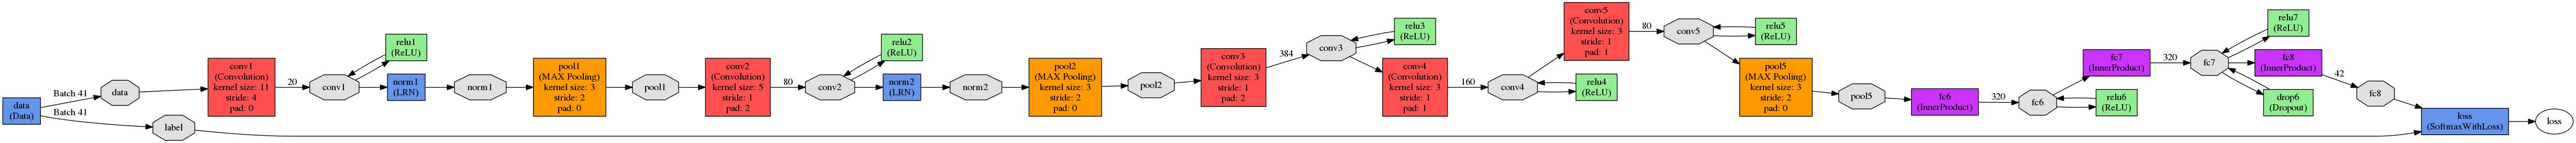 data
(Data)
Batch 41
Batch 41
data
label
conv1
(Convolution)
kernel size: 11
stride: 4
pad: 0
20
conv1
relu1
(ReLU)
norm1
(LRN)
norm1
pool1
(MAX Pooling)
kernel size: 3
stride: 2
pad: 0
pool1
conv2
(Convolution)
kernel size: 5
stride: 1
pad: 2
80
conv2
relu2
(ReLU)
norm2
(LRN)
norm2
pool2
(MAX Pooling)
kernel size: 3
stride: 2
pad: 0
pool2
conv3
(Convolution)
kernel size: 3
stride: 1
pad: 2
384
conv3
relu3
(ReLU)
conv4
(Convolution)
kernel size: 3
stride: 1
pad: 1
160
conv4
relu4
(ReLU)
conv5
(Convolution)
kernel size: 3
stride: 1
pad: 1
80
conv5
relu5
(ReLU)
pool5
(MAX Pooling)
kernel size: 3
stride: 2
pad: 0
pool5
fc6
(InnerProduct)
320
fc6
relu6
(ReLU)
fc7
(InnerProduct)
320
fc7
relu7
(ReLU)
drop6
(Dropout)
fc8
(InnerProduct)
42
fc8
loss
(SoftmaxWithLoss)
loss